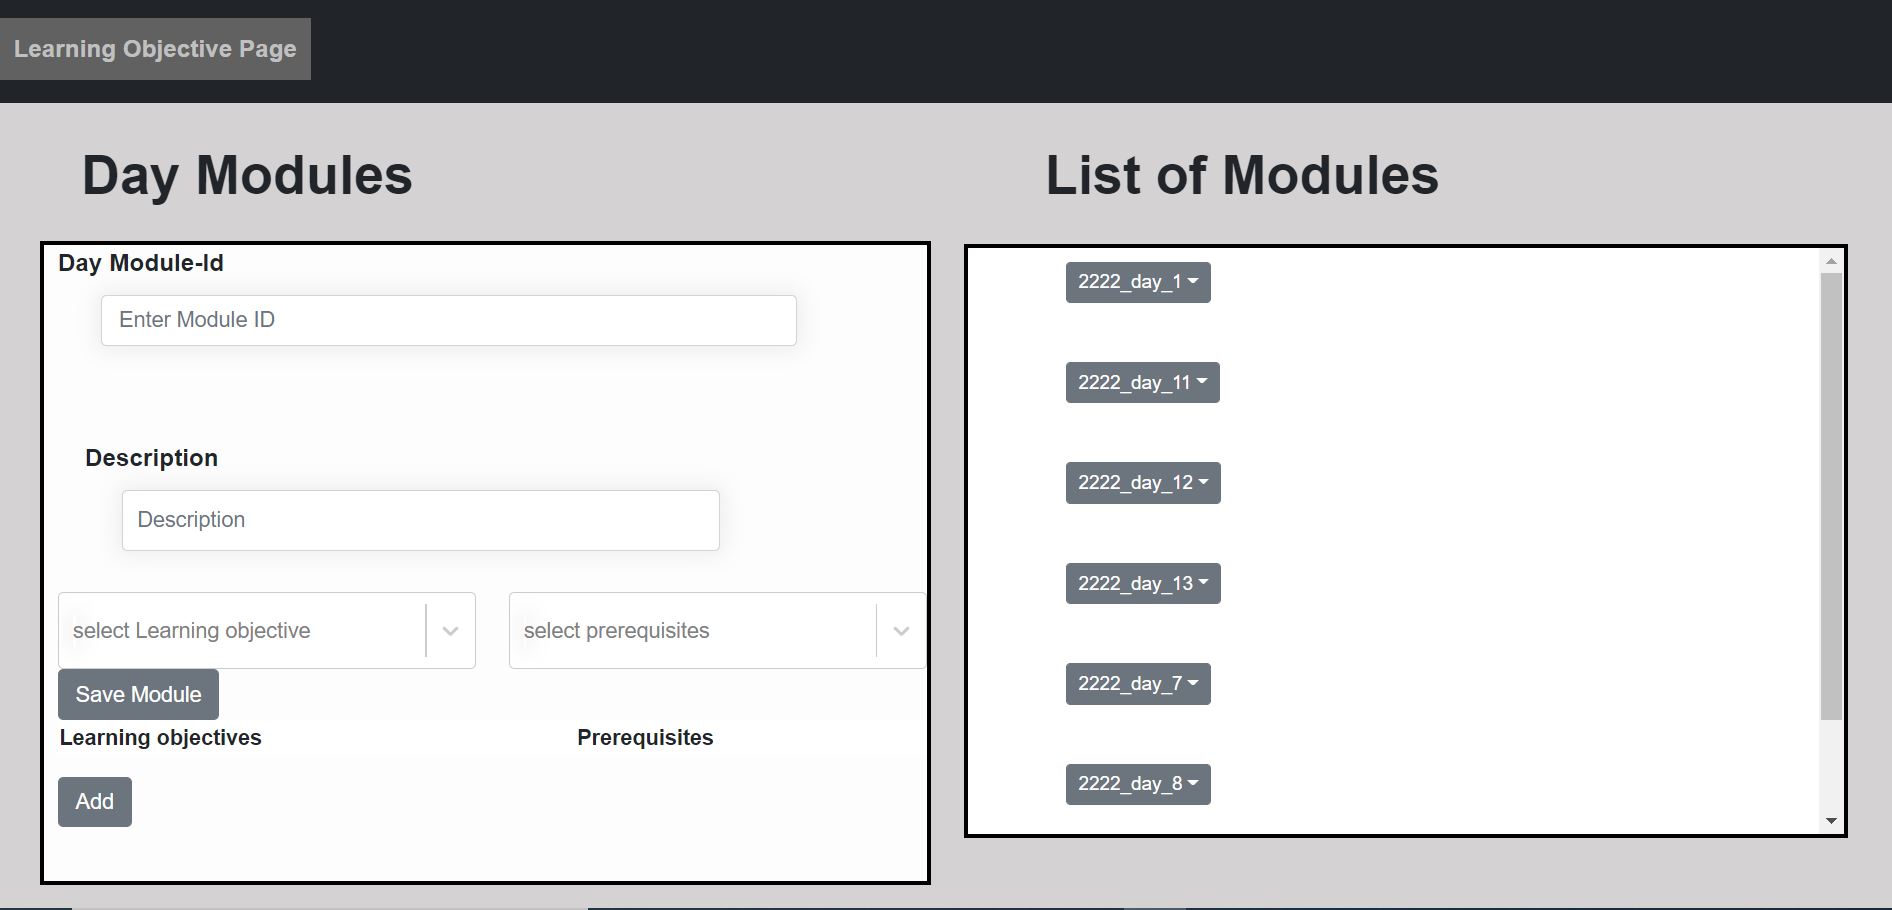 Learning Objective Page
Day Modules
Day Module-Id
Enter Module ID
Description
Description
select Learning objective
select prerequisites
Save Module
Learning objectives
Prerequisites
Add
List of Modules
2222_day_1
2222_day_11
2222_day_12
2222_day_13
2222_day_7
2222_day_8